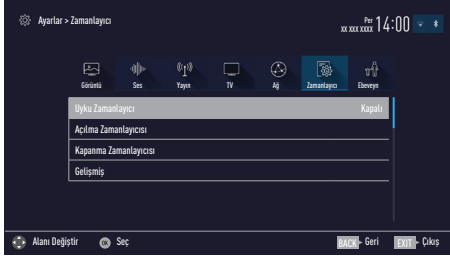 Ayarlar > Zamanlayıcı
Per
xx xxx xxxx 14:00
Görüntü Ses Yayın TV Ağ Zamanlayıcı Ebeveyn
Uyku Zamanlayıcı Kapalı
Açılma Zamanlayıcısı
Kapanma Zamanlayıcısı
Gelişmiş
Alanı Değiştir OK Seç BACK Geri EXIT Çıkış